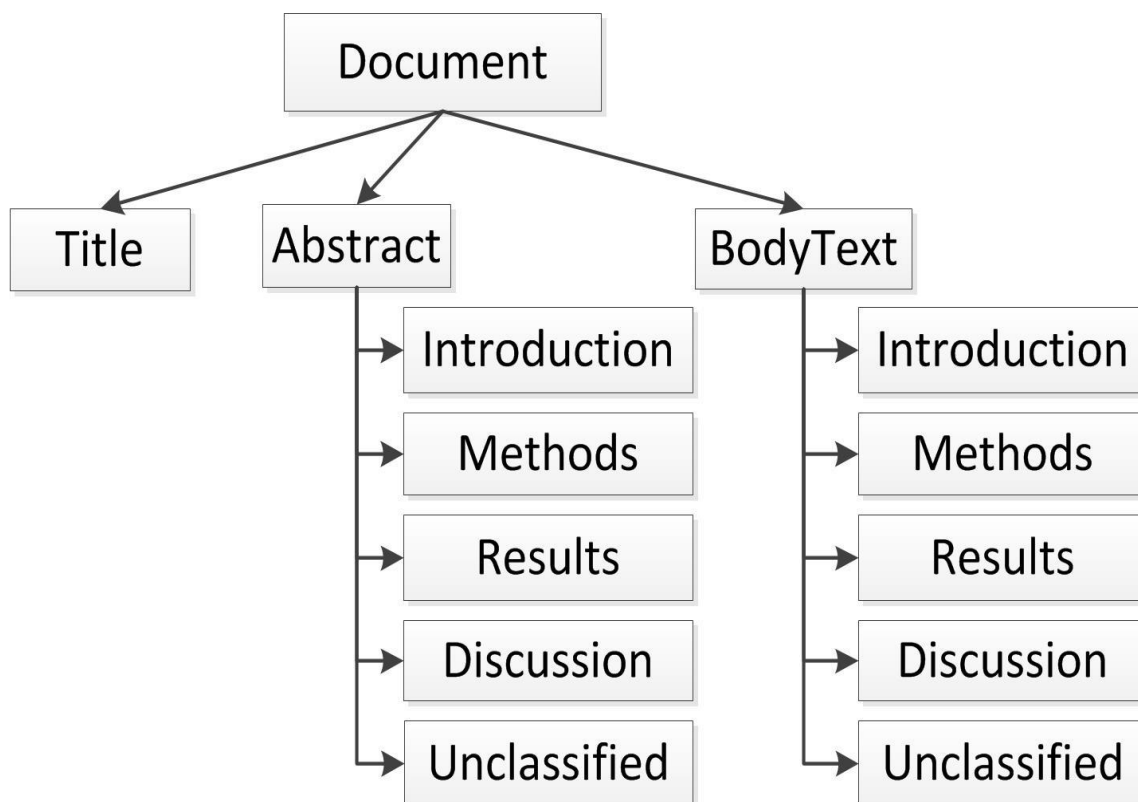 Document
Title
Abstract
BodyText
Introduction
Methods
Results
Discussion
Unclassified
Introduction
Methods
Results
Discussion
Unclassified